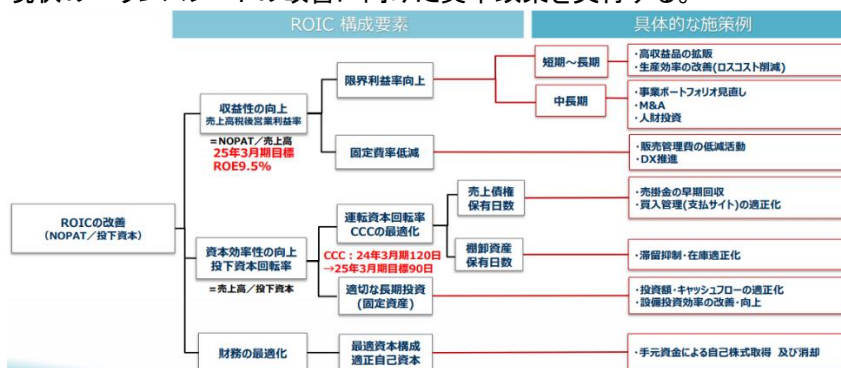 ROIC 構成要素
具体的な施策例
ROICの改善
(NOPAT/投下資本)
収益性の向上
売上高税後営業利益率
=NOPAT/売上高
25年3月期目標
ROE9.5%
限界利益率向上
短期~長期
・高収益品の拡販
・生産効率の改善(ロスコスト削減)
中長期
・事業ポートフォリオ見直し
・M&A
・人財投資
固定費率低減
・販売管理費の低減活動
・DX推進
資本効率性の向上
投下資本回転率
=売上高/投下資本
運転資本回転率
CCCの最適化
CCC:24年3月期120日
→25年3月期目標90日
売上債権
保有日数
・売掛金の早期回収
・買入管理(支払サイト)の適正化
棚卸資産
保有日数
・滞留抑制・在庫適正化
適切な長期投資
(固定資産)
・投資額・キャッシュフローの適正化
・設備投資効率の改善・向上
財務の最適化
最適資本構成
適正自己資本
・手元資金による自己株式取得 及び消却